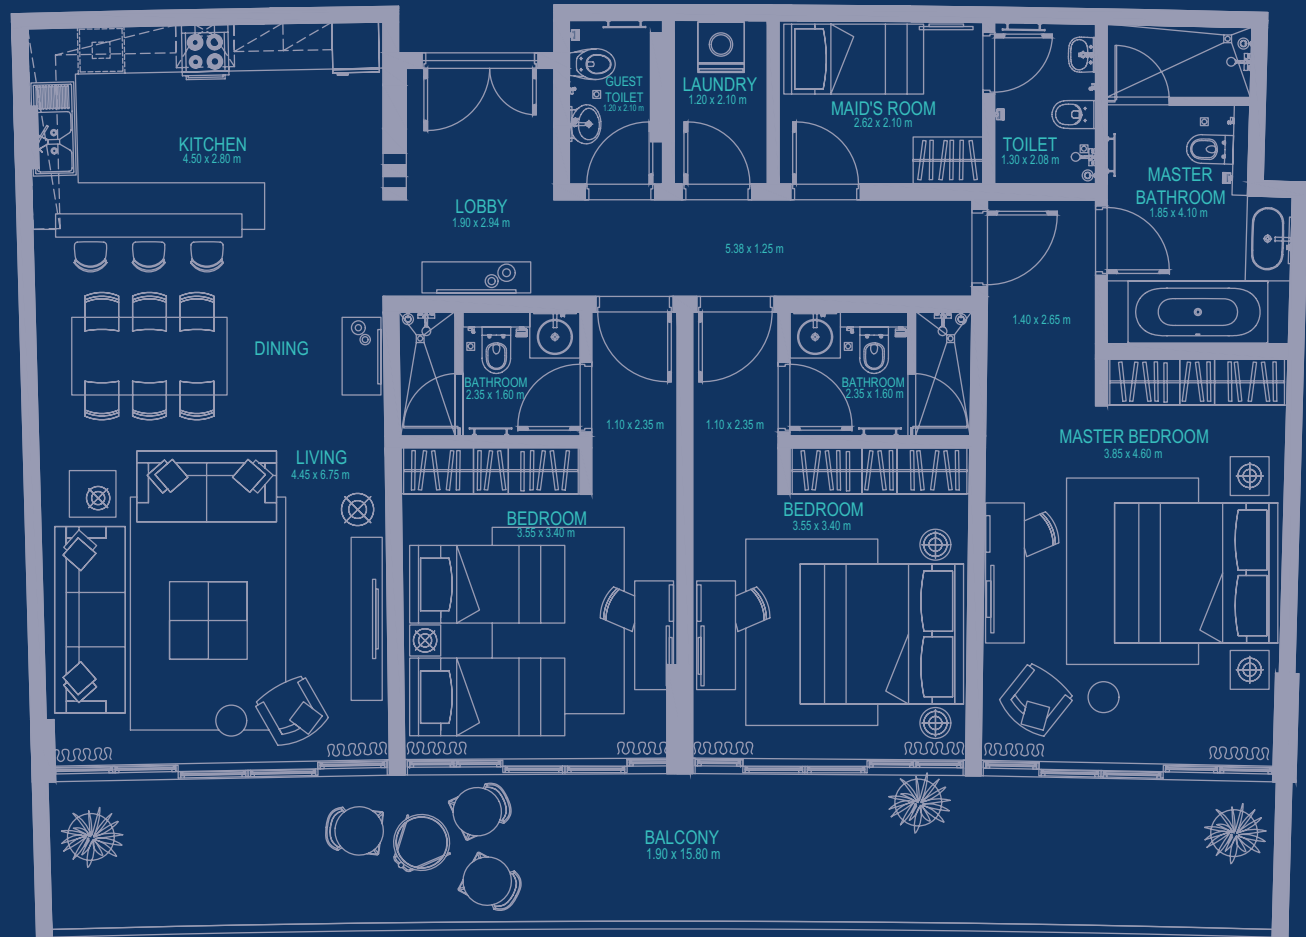 KITCHEN
4.50 x 2.80 m
LOBBY
1.90 x 2.94 m
GUEST
TOILET
1.20 x 2.10 m
LAUNDRY
1.20 x 2.10 m
MAID'S ROOM
2.62 x 2.10 m
TOILET
1.30 x 2.08 m
MASTER
BATHROOM
1.85 x 4.10 m
5.38 x 1.25 m
1.40 x 2.65 m
DINING
BATHROOM
2.35 x 1.60 m
1.10 x 2.35 m
1.10 x 2.35 m
BATHROOM
2.35 x 1.60 m
LIVING
4.45 x 6.75 m
MASTER BEDROOM
3.85 x 4.60 m
BEDROOM
3.55 x 3.40 m
BEDROOM
3.55 x 3.40 m
BALCONY
1.90 x 15.80 m